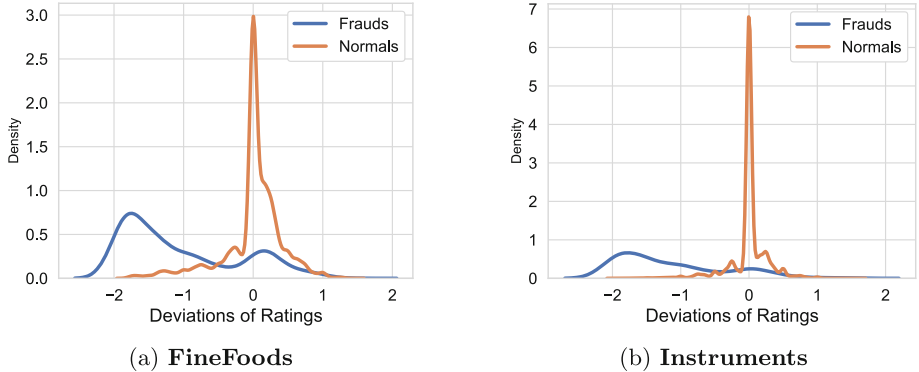 3.0
2.5
2.0
1.5
1.0
0.5
0.0
Density
Frauds
Normals
−2
−1
0
1
2
Deviations of Ratings
(a) FineFoods
7
6
5
4
3
2
1
0
Density
Frauds
Normals
−2
−1
0
1
2
Deviations of Ratings
(b) Instruments